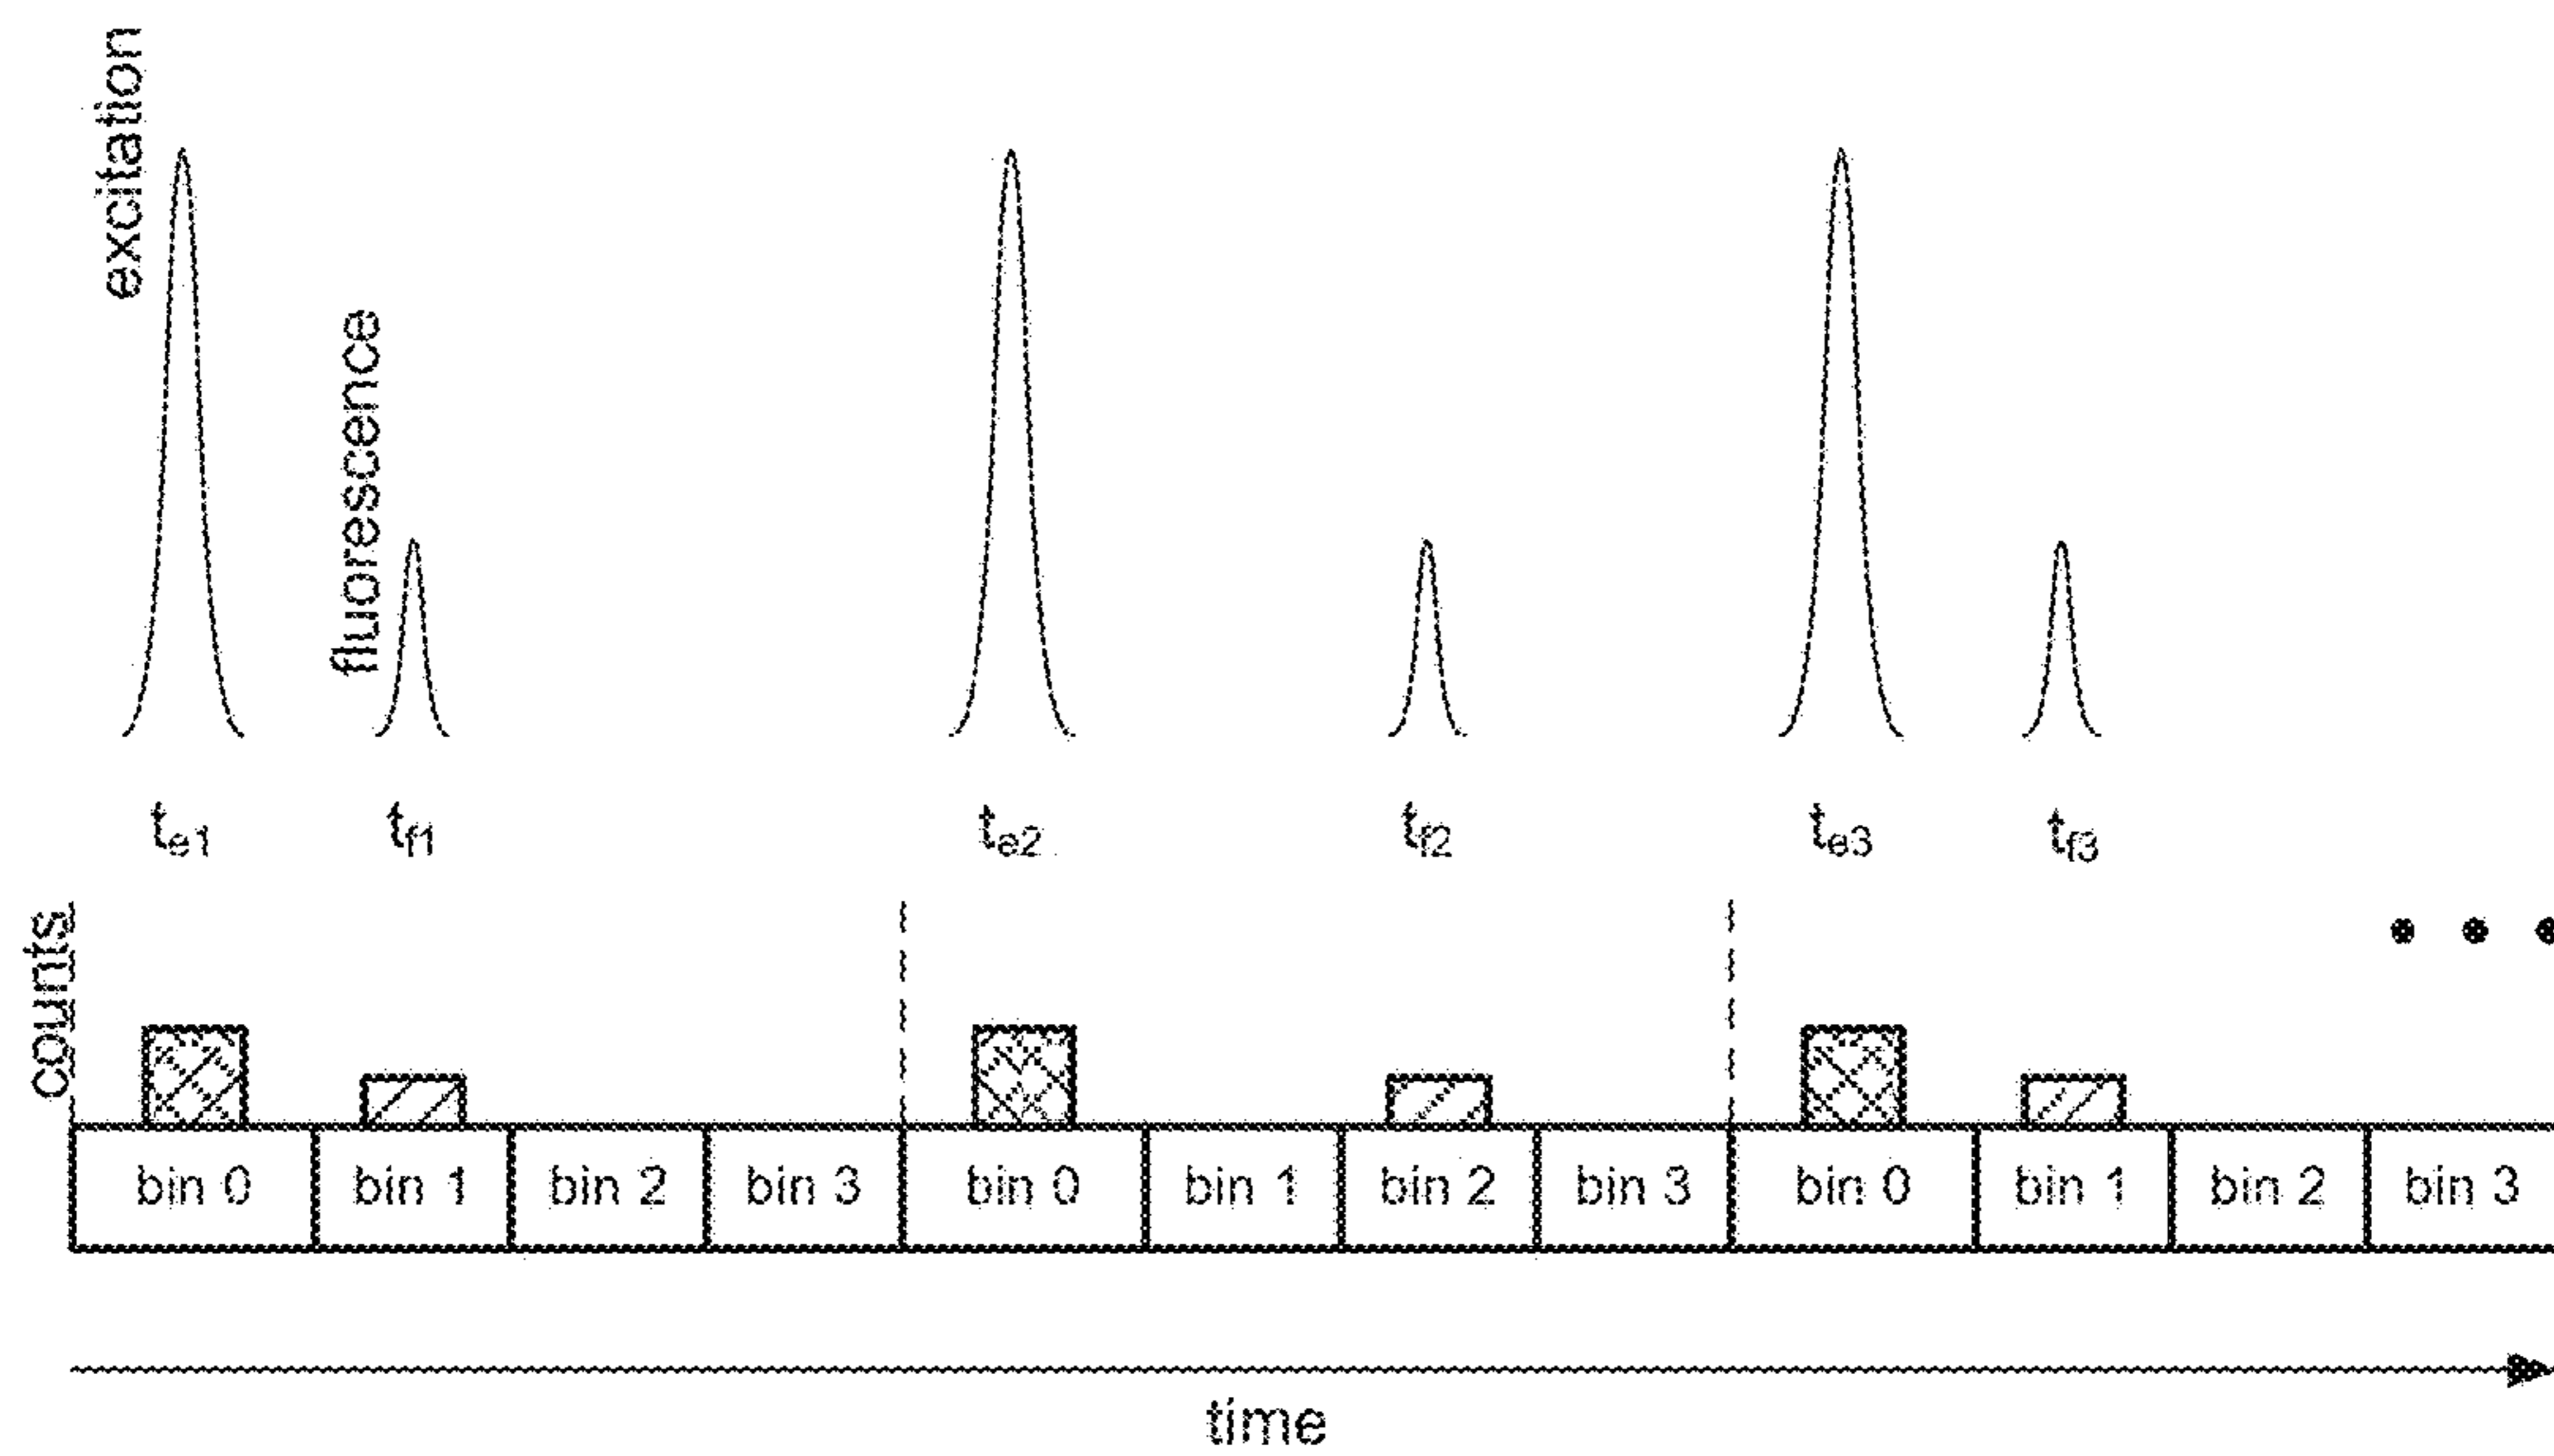 excitation
fluorescence
te1 tf1 te2 tf2 te3 tf3
counts
bin 0 bin 1 bin 2 bin 3 bin 0 bin 1 bin 2 bin 3 bin 0 bin 1 bin 2 bin 3
time